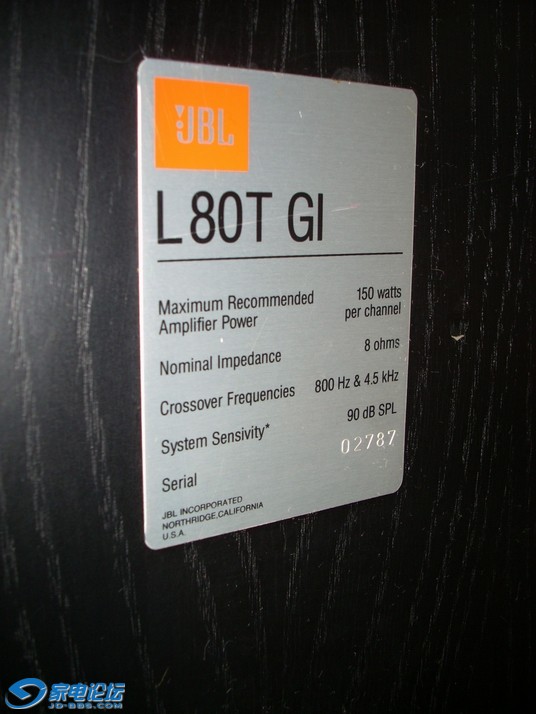 JBL
L80T GI
Maximum Recommended Amplifier Power 150 watts per channel
Nominal Impedance 8 ohms
Crossover Frequencies 800 Hz & 4.5 kHz
System Sensivity* 90 dB SPL
Serial 02787
JBL INCORPORATED
NORTHRIDGE, CALIFORNIA
U.S.A.
家电论坛
JD-BBS.COM